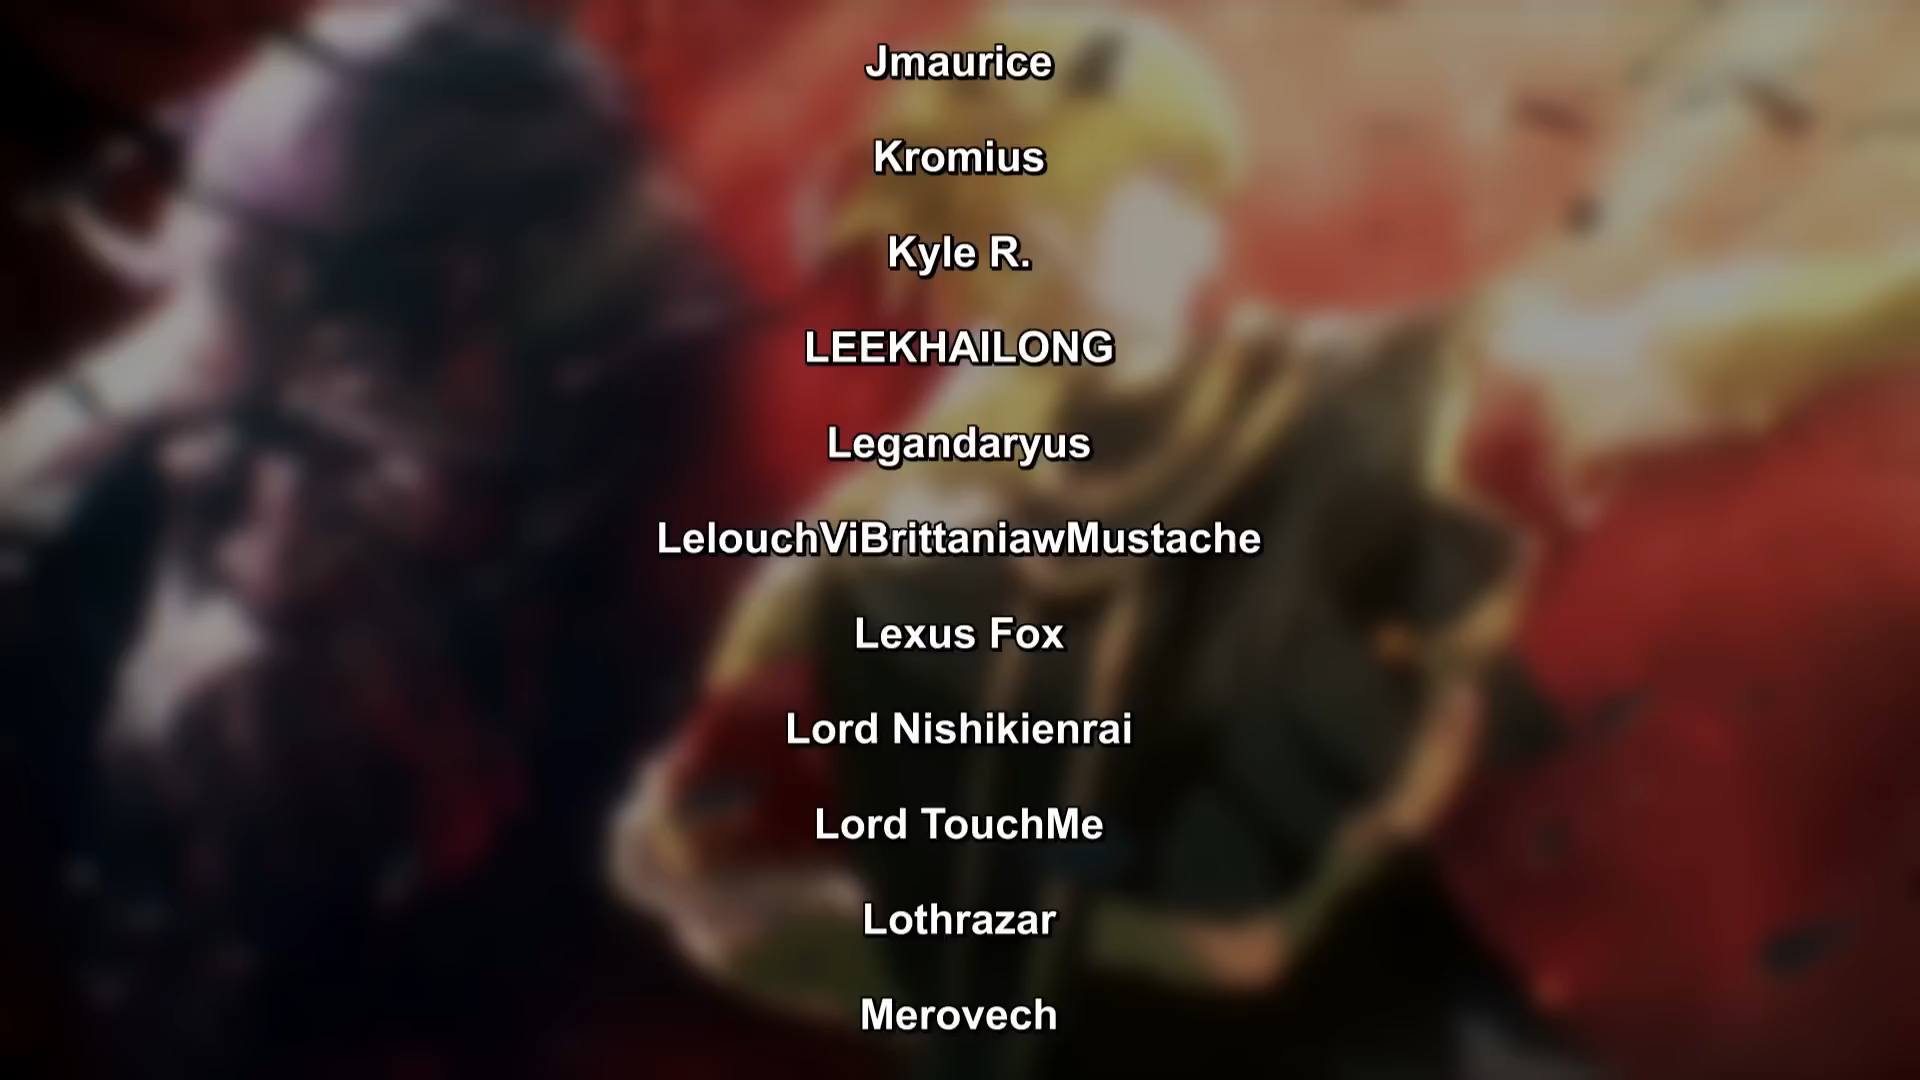 Jmaurice
Kromius
Kyle R.
LEEKHAILONG
Legandaryus
LelouchViBrittaniawMustache
Lexus Fox
Lord Nishikienrai
Lord TouchMe
Lothrazar
Merovech